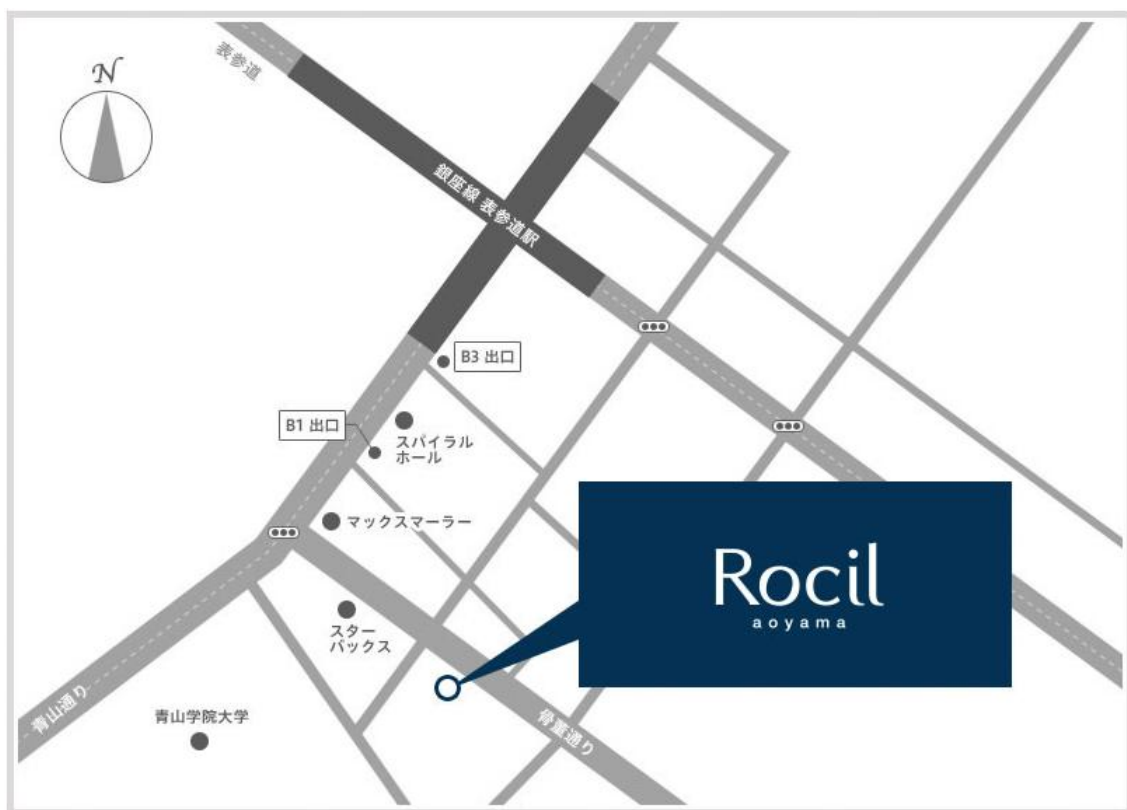 N
表参道
銀座線 表参道駅
B3 出口
B1 出口
スパイラル
ホール
マックスマーラー
Rocil
aoyama
スター
バックス
青山通り
青山学院大学
骨董通り